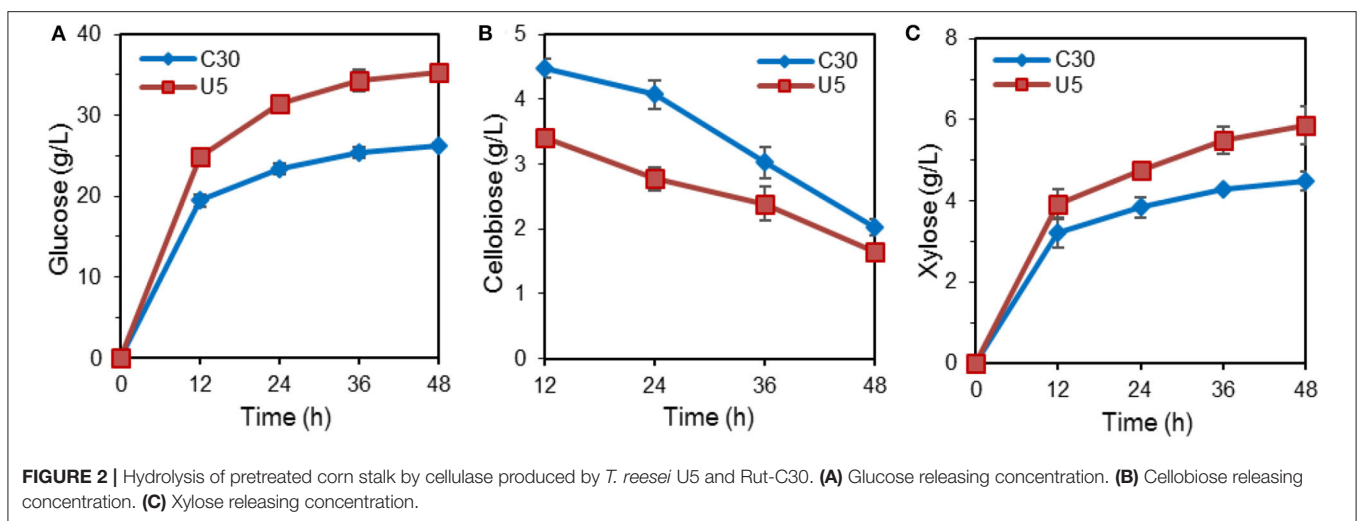 A
40
30
20
10
0
Glucose (g/L)
C30
U5
0 12 24 36 48
Time (h)
B
5
4
3
2
1
0
Cellobiose (g/L)
C30
U5
12 24 36 48
Time (h)
C
8
6
4
2
0
Xylose (g/L)
C30
U5
0 12 24 36 48
Time (h)
FIGURE 2 | Hydrolysis of pretreated corn stalk by cellulase produced by T. reesei U5 and Rut-C30. (A) Glucose releasing concentration. (B) Cellobiose releasing
concentration. (C) Xylose releasing concentration.